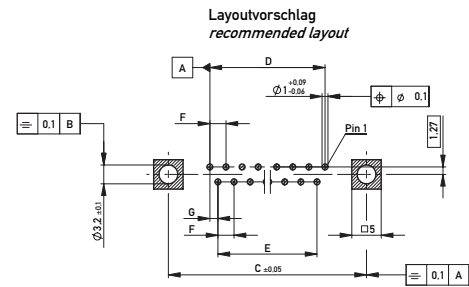 Layoutvorschlag
recommended layout
A
D
Ø1 +0.09 -0.06
⌖ ø 0,1
F
Pin 1
1.27
⌯ 0,1 B
Ø3.2 ±0.1
G
F
E
□5
C ±0.05
⌯ 0,1 A